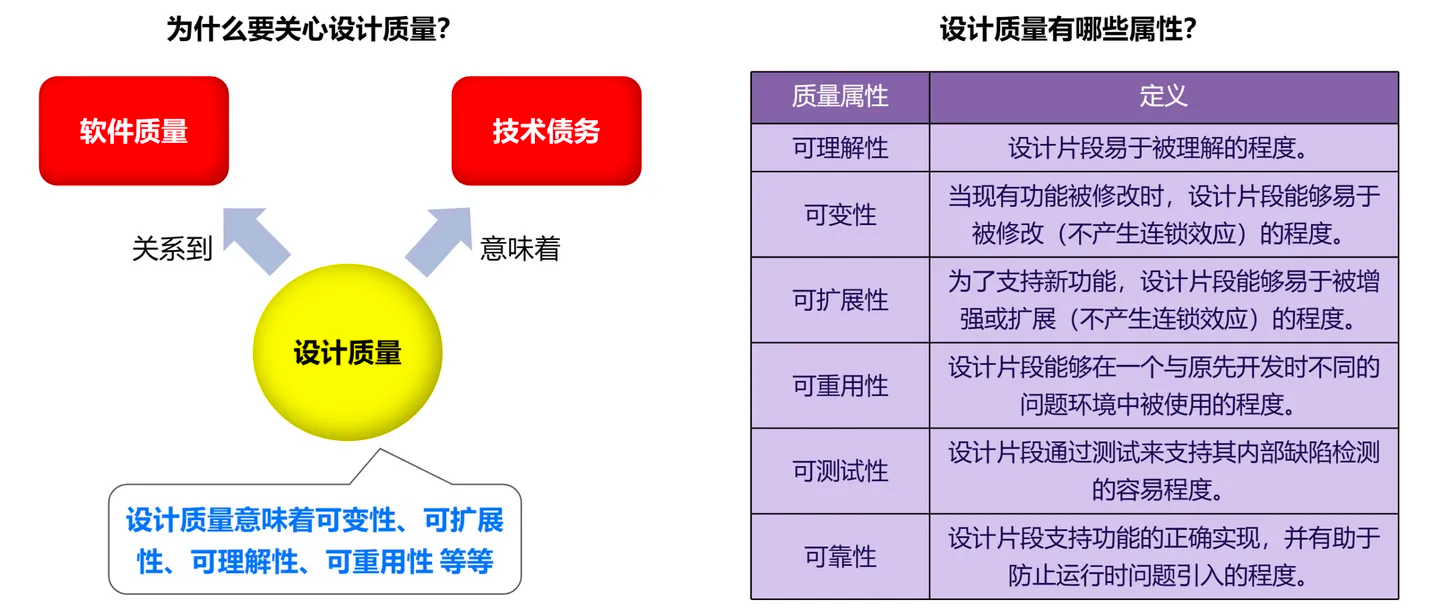 为什么要关心设计质量？
软件质量
技术债务
关系到
意味着
设计质量
设计质量意味着可变性、可扩展
性、可理解性、可重用性 等等
设计质量有哪些属性？
质量属性
定义
可理解性
设计片段易于被理解的程度。
可变性
当现有功能被修改时，设计片段能够易于
被修改（不产生连锁效应）的程度。
可扩展性
为了支持新功能，设计片段能够易于被增
强或扩展（不产生连锁效应）的程度。
可重用性
设计片段能够在一个与原先开发时不同的
问题环境中被使用的程度。
可测试性
设计片段通过测试来支持其内部缺陷检测
的容易程度。
可靠性
设计片段支持功能的正确实现，并有助于
防止运行时问题引入的程度。